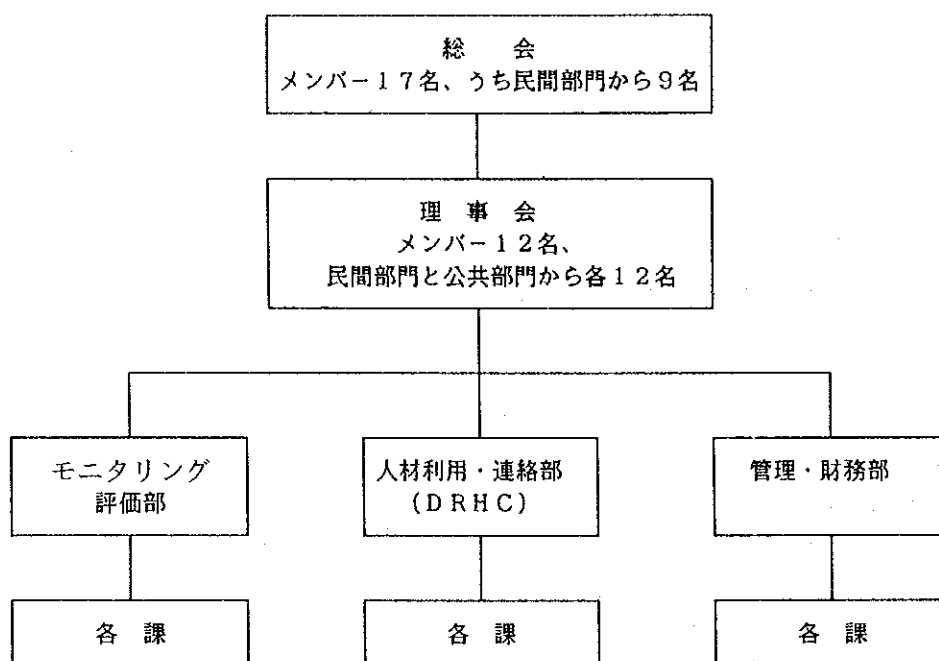 総　会
メンバー１７名、うち民間部門から９名
理　事　会
メンバー１２名、
民間部門と公共部門から各１２名
モニタリング
評価部
人材利用・連絡部
（ＤＲＨＣ）
管理・財務部
各　課
各　課
各　課